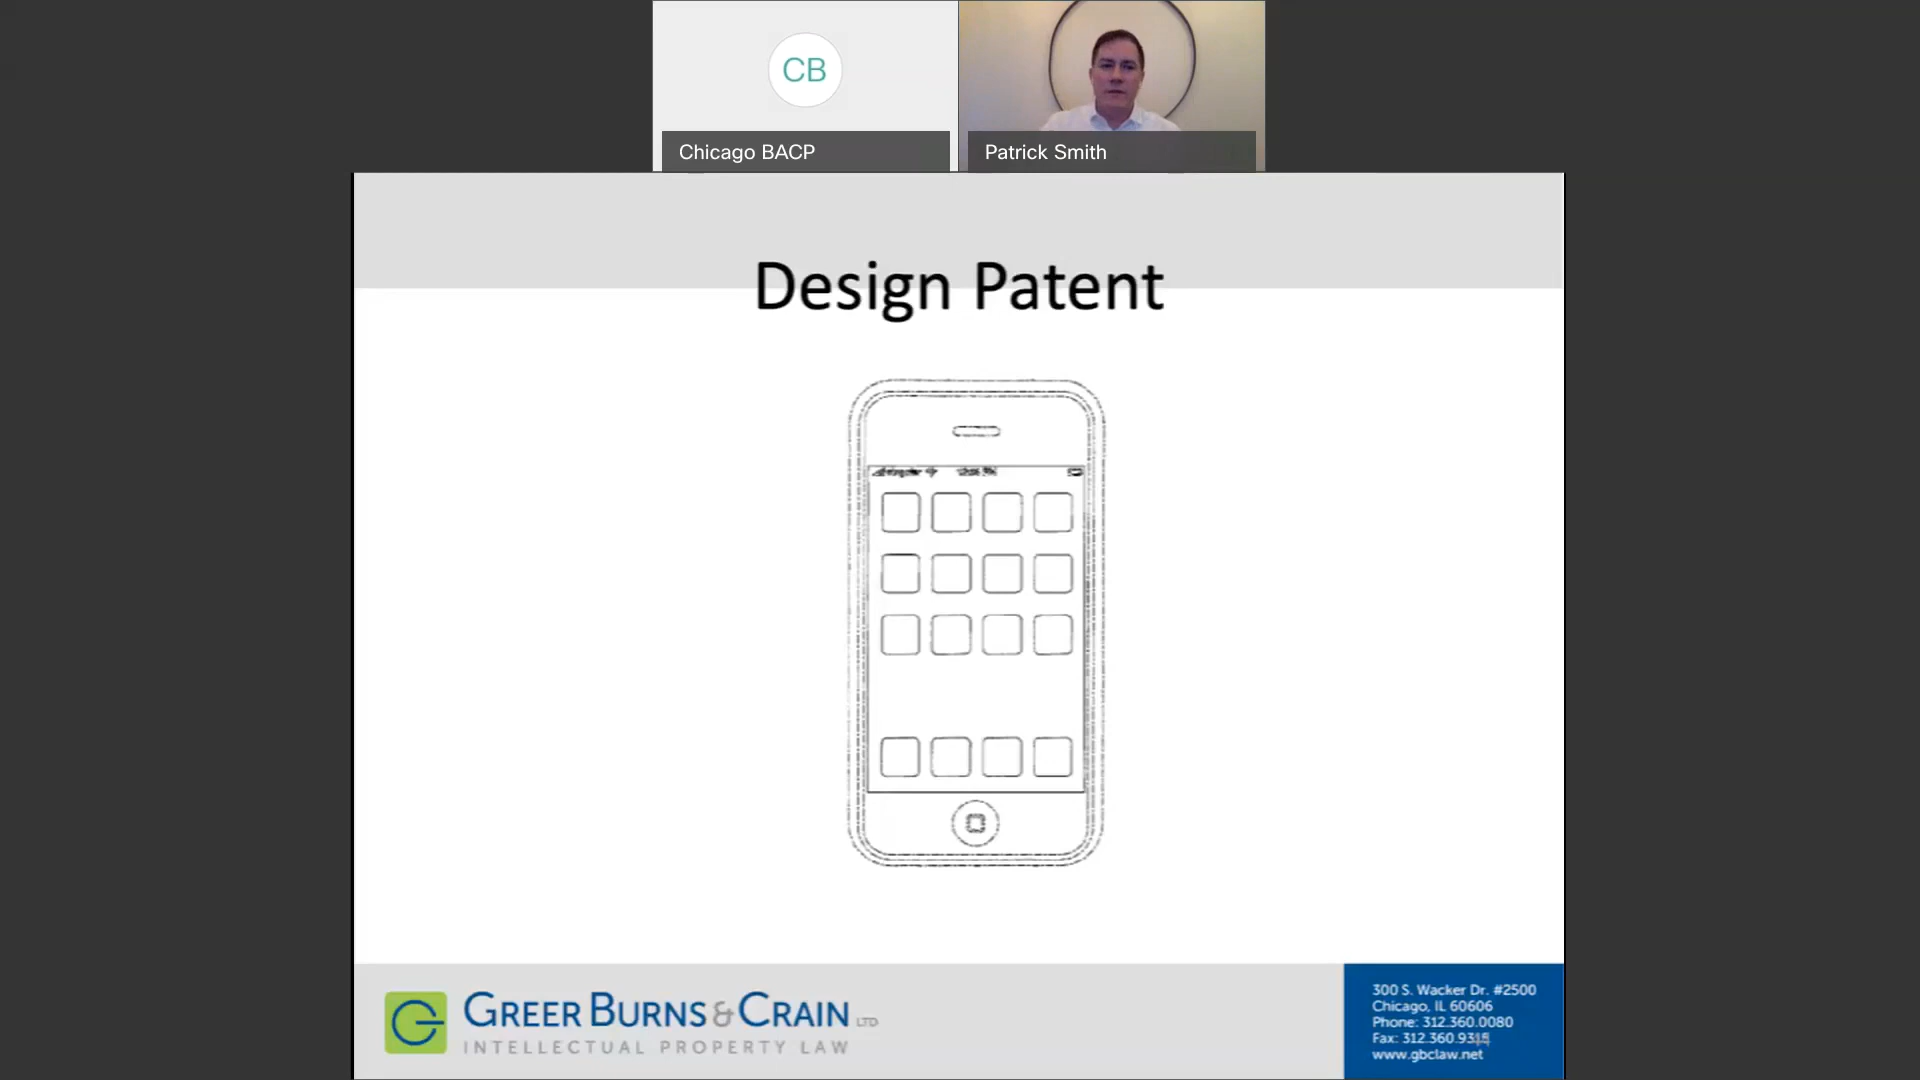 CB
Chicago BACP
Patrick Smith
Design Patent
GREER BURNS & CRAIN LTD
INTELLECTUAL PROPERTY LAW
300 S. Wacker Dr. #2500
Chicago, IL 60606
Phone: 312.360.0080
Fax:
www.gbclaw.net